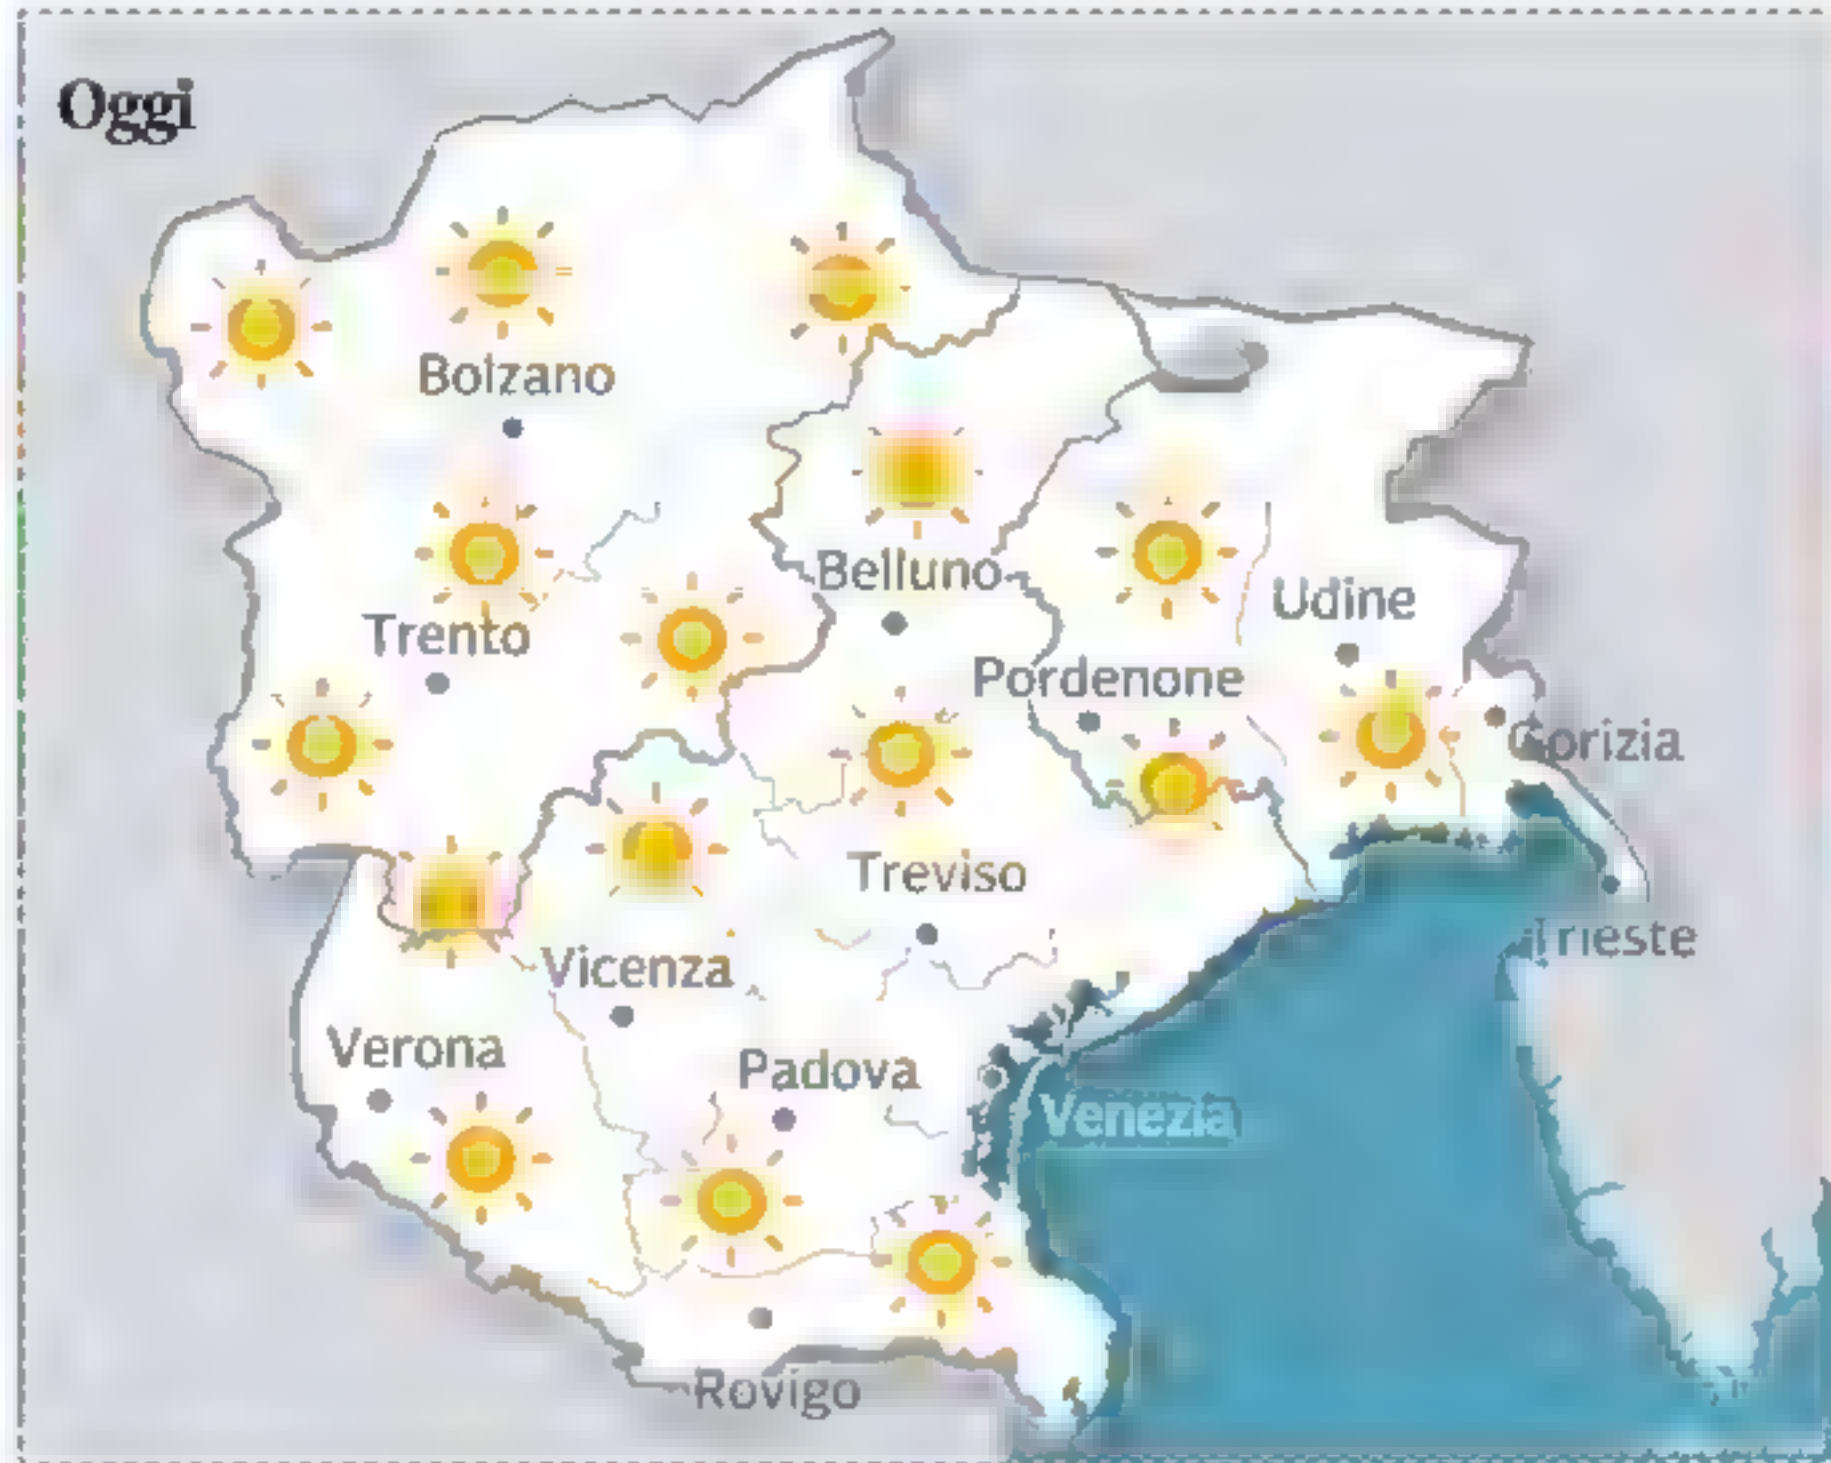 Oggi
Bolzano
Belluno
Udine
Trento
Pordenone
Gorizia
Treviso
Trieste
Vicenza
Verona
Padova
Venezia
Rovigo